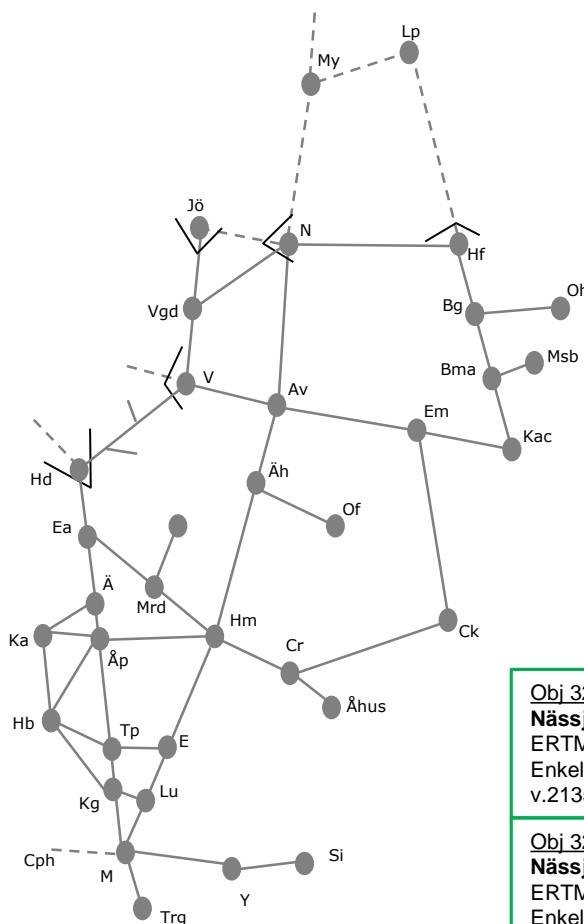 Lp
My
Jö
N
Hf
Vgd
Bg
Oh
Bma
Msb
V
Av
Em
Kac
Hd
Äh
Of
Ea
Ä
Mrd
Hm
Ka
Åp
Cr
Ck
Åhus
Hb
Tp
E
Kg
Lu
Cph
M
Y
Si
Trg
Obj 32
Nässj
ERTM
Enkel
v.213
Obj 32
Nässj
ERTM
Enkel